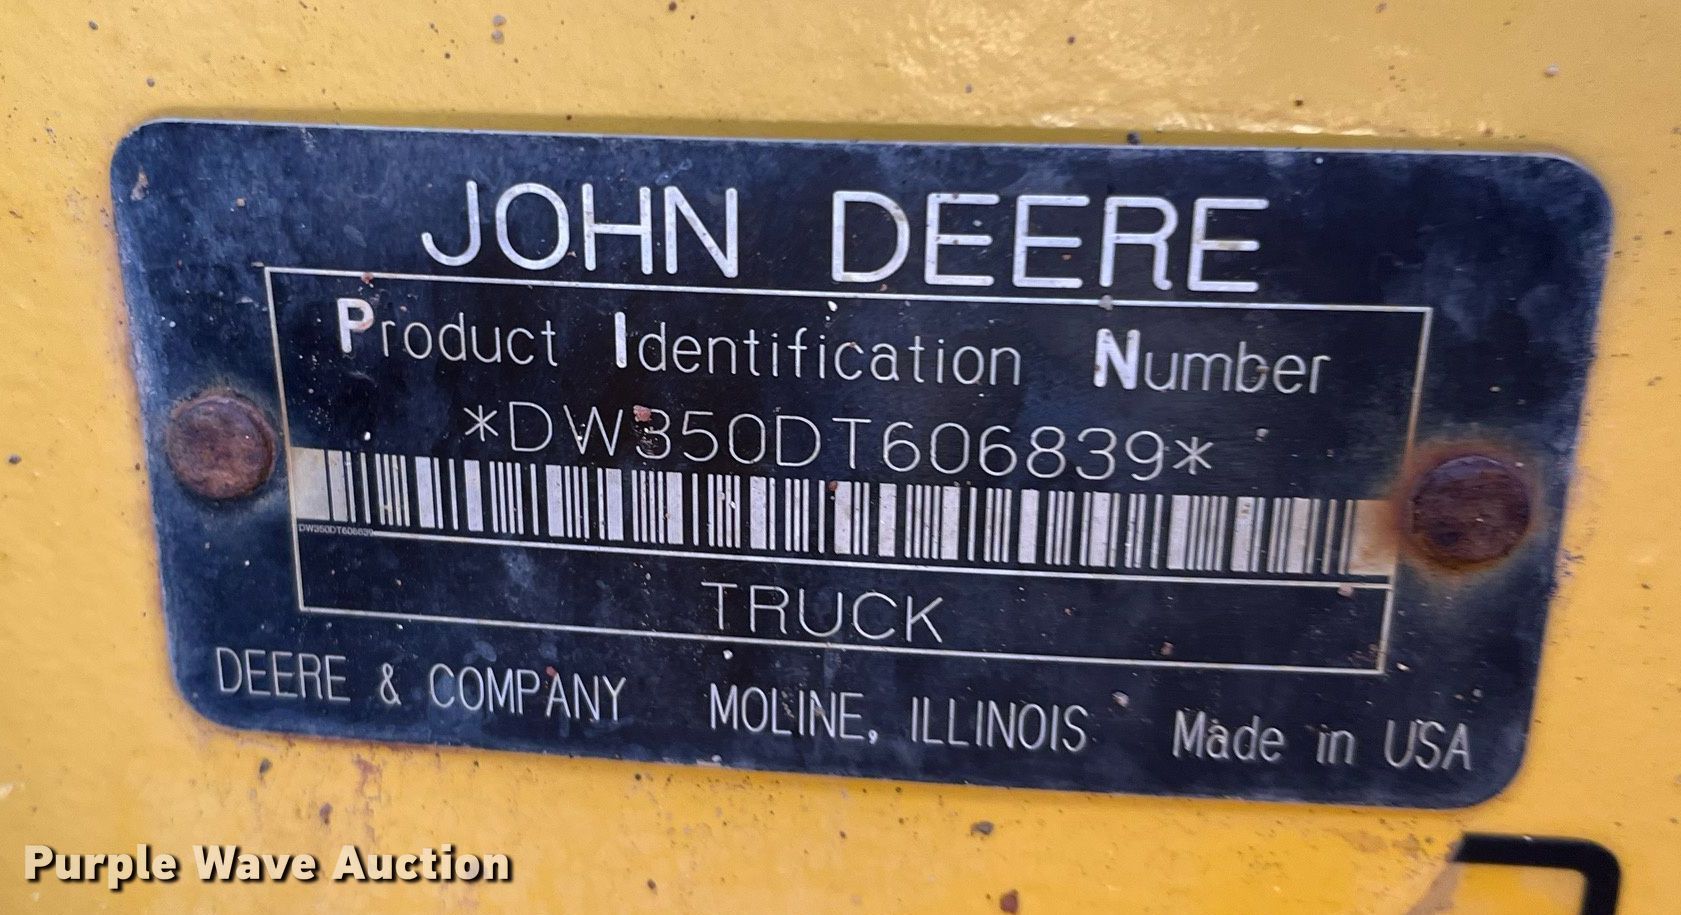 JOHN DEERE
Product Identification Number
*DW350DT606839*
DW350DT606839
TRUCK
DEERE & COMPANY MOLINE, ILLINOIS Made in USA
Purple Wave Auction